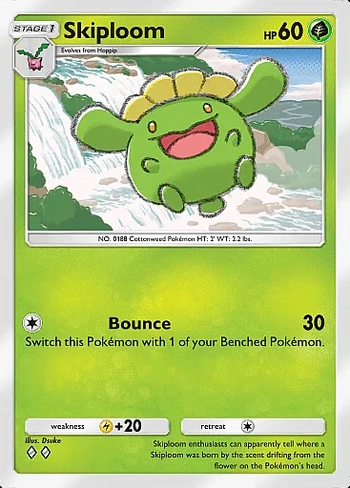 STAGE 1 Skiploom HP 60
Evolves from Hoppip
NO. 0188 Cottonweed Pokémon HT: 2' WT: 2.2 lbs.
Bounce 30
Switch this Pokémon with 1 of your Benched Pokémon.
weakness +20 retreat
Illus. Dsuke
Skiploom enthusiasts can apparently tell where a
Skiploom was born by the scent drifting from the
flower on the Pokémon's head.